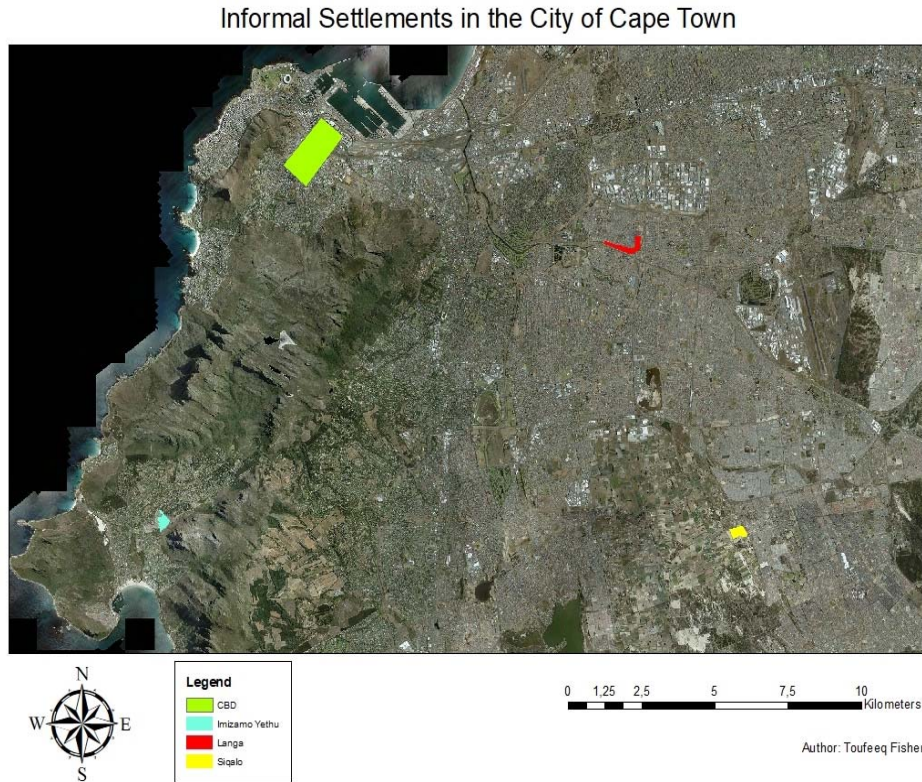 Informal Settlements in the City of Cape Town
N
W
E
S
Legend
CBD
Imizamo Yethu
Langa
Siqalo
0 1,25 2,5 5 7,5 10
Kilometers
Author: Toufeeq Fisher